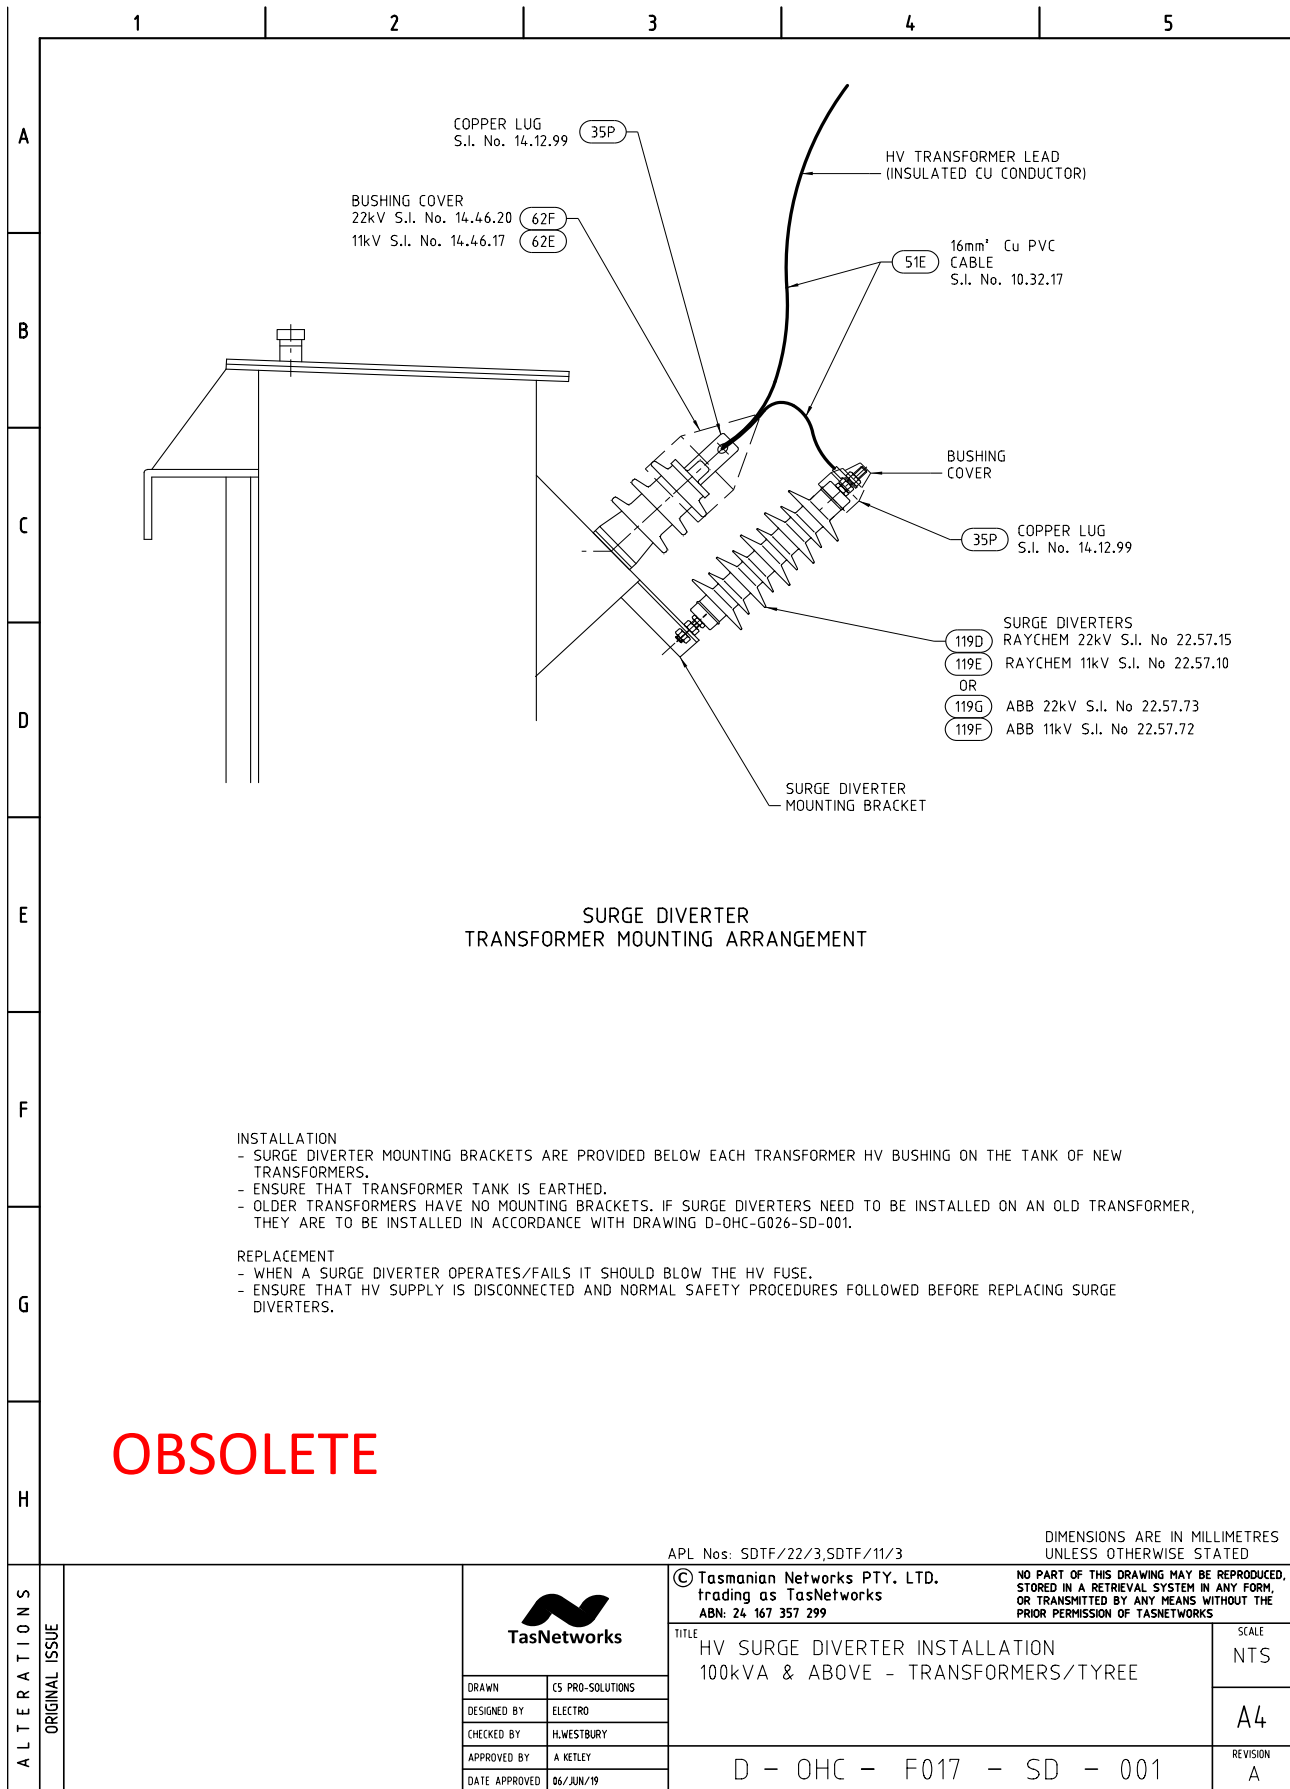 1 2 3 4 5
A
B
C
D
E
F
G
H
COPPER LUG
S.I. No. 14.12.99
35P
BUSHING COVER
22kV S.I. No. 14.46.20 62F
11kV S.I. No. 14.46.17 62E
HV TRANSFORMER LEAD
(INSULATED CU CONDUCTOR)
51E
16mm² Cu PVC
CABLE
S.I. No. 10.32.17
BUSHING
COVER
35P
COPPER LUG
S.I. No. 14.12.99
SURGE DIVERTERS
119D RAYCHEM 22kV S.I. No 22.57.15
119E RAYCHEM 11kV S.I. No 22.57.10
OR
119G ABB 22kV S.I. No 22.57.73
119F ABB 11kV S.I. No 22.57.72
SURGE DIVERTER
MOUNTING BRACKET
SURGE DIVERTER
TRANSFORMER MOUNTING ARRANGEMENT
INSTALLATION
- SURGE DIVERTER MOUNTING BRACKETS ARE PROVIDED BELOW EACH TRANSFORMER HV BUSHING ON THE TANK OF NEW
TRANSFORMERS.
- ENSURE THAT TRANSFORMER TANK IS EARTHED.
- OLDER TRANSFORMERS HAVE NO MOUNTING BRACKETS. IF SURGE DIVERTERS NEED TO BE INSTALLED ON AN OLD TRANSFORMER,
THEY ARE TO BE INSTALLED IN ACCORDANCE WITH DRAWING D-OHC-G026-SD-001.
REPLACEMENT
- WHEN A SURGE DIVERTER OPERATES/FAILS IT SHOULD BLOW THE HV FUSE.
- ENSURE THAT HV SUPPLY IS DISCONNECTED AND NORMAL SAFETY PROCEDURES FOLLOWED BEFORE REPLACING SURGE
DIVERTERS.
OBSOLETE
APL Nos: SDTF/22/3,SDTF/11/3
DIMENSIONS ARE IN MILLIMETRES
UNLESS OTHERWISE STATED
ALTERATIONS
ORIGINAL ISSUE
TasNetworks
© Tasmanian Networks PTY. LTD.
trading as TasNetworks
ABN: 24 167 357 299
NO PART OF THIS DRAWING MAY BE REPRODUCED,
STORED IN A RETRIEVAL SYSTEM IN ANY FORM,
OR TRANSMITTED BY ANY MEANS WITHOUT THE
PRIOR PERMISSION OF TASNETWORKS
TITLE
HV SURGE DIVERTER INSTALLATION
100kVA & ABOVE - TRANSFORMERS/TYREE
SCALE
NTS
A4
DRAWN CS PRO-SOLUTIONS
DESIGNED BY ELECTRO
CHECKED BY H.WESTBURY
APPROVED BY A KETLEY
DATE APPROVED 06/JUN/19
D - OHC - F017 - SD - 001
REVISION
A